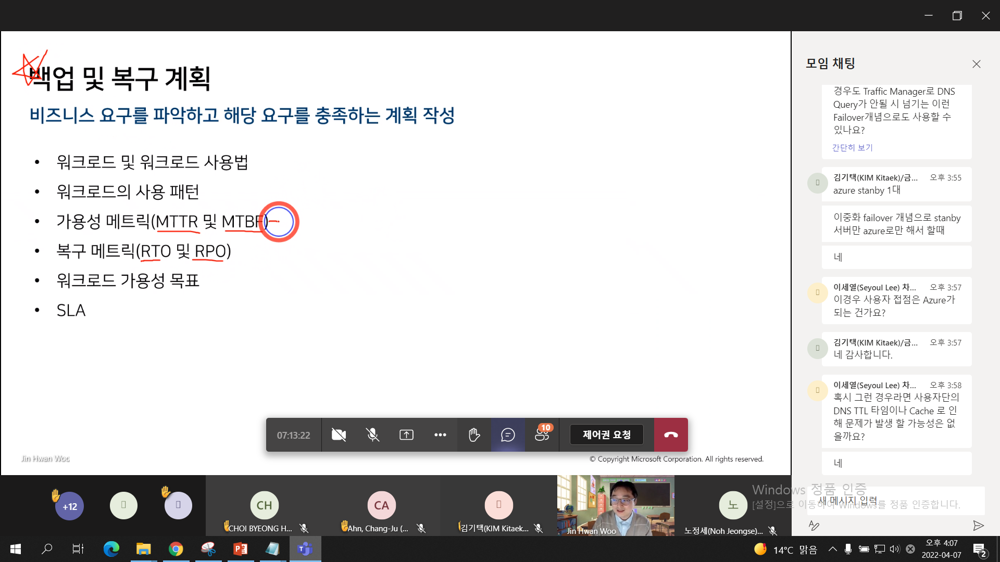 백업 및 복구 계획
비즈니스 요구를 파악하고 해당 요구를 충족하는 계획 작성
• 워크로드 및 워크로드 사용법
• 워크로드의 사용 패턴
• 가용성 메트릭(MTTR 및 MTBF)
• 복구 메트릭(RTO 및 RPO)
• 워크로드 가용성 목표
• SLA
07:13:22
10
제어권 요청
Jin Hwan Woo
© Copyright Microsoft Corporation. All rights reserved.
+12
CH
CHOI BYEONG H...
CA
Ahn, Chang-Ju (...
김기택(KIM Kitaek...
Jin Hwan Woo
노
노정세(Noh Jeongse)...
모임 채팅
경우도 Traffic Manager로 DNS
Query가 안될 시 넘기는 이런
Failover개념으로도 사용할 수
있나요?
간단히 보기
김기택(KIM Kitaek)/금... 오후 3:55
azure stanby 1대
이중화 failover 개념으로 stanby
서버만 azure로만 해서 할때
네
이세열(Seyoul Lee) 차... 오후 3:57
이경우 사용자 접점은 Azure가
되는 건가요?
김기택(KIM Kitaek)/금... 오후 3:57
네 감사합니다.
이세열(Seyoul Lee) 차... 오후 3:58
혹시 그런 경우라면 사용자단의
DNS TTL 타임이나 Cache 로 인
해 문제가 발생 할 가능성은 없
을까요?
네
Windows 정품 인증
[설정]으로 이동하여 Windows를 정품 인증합니다.
새 메시지 입력
14°C 맑음
오후 4:07
2022-04-07
2